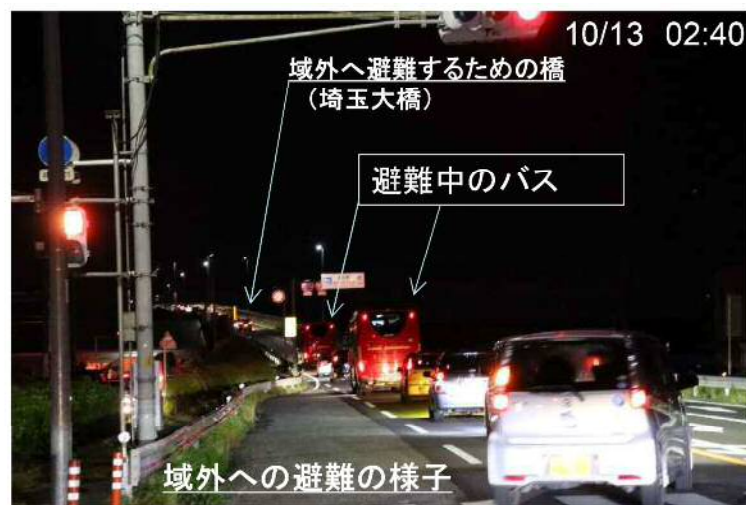 10/13 02:40
域外へ避難するための橋
（埼玉大橋）
避難中のバス
域外への避難の様子